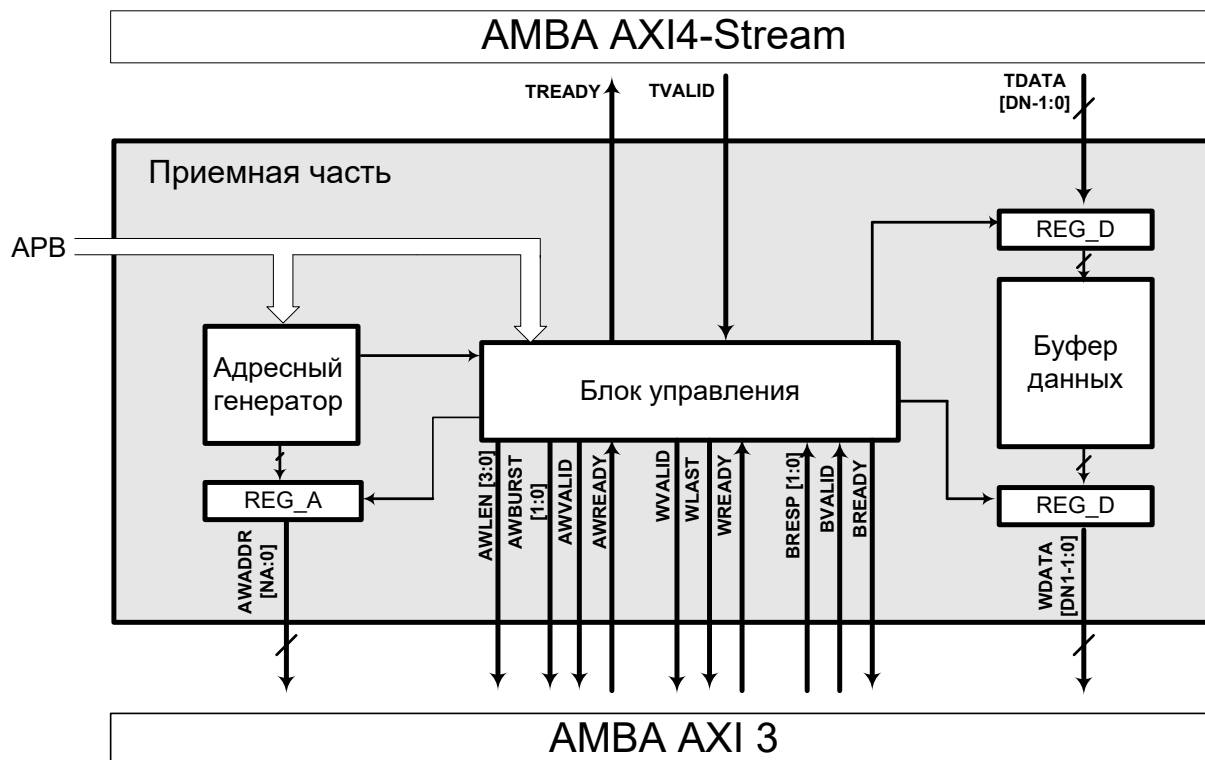 AMBA AXI4-Stream
TREADY
TVALID
TDATA
[DN-1:0]
Приемная часть
APB
REG_D
Адресный
генератор
Блок управления
Буфер
данных
REG_A
REG_D
AWADDR
[NA:0]
AWLEN [3:0]
AWBURST
[1:0]
AWVALID
AWREADY
WVALID
WLAST
WREADY
BRESP [1:0]
BVALID
BREADY
WDATA
[DN1-1:0]
AMBA AXI 3